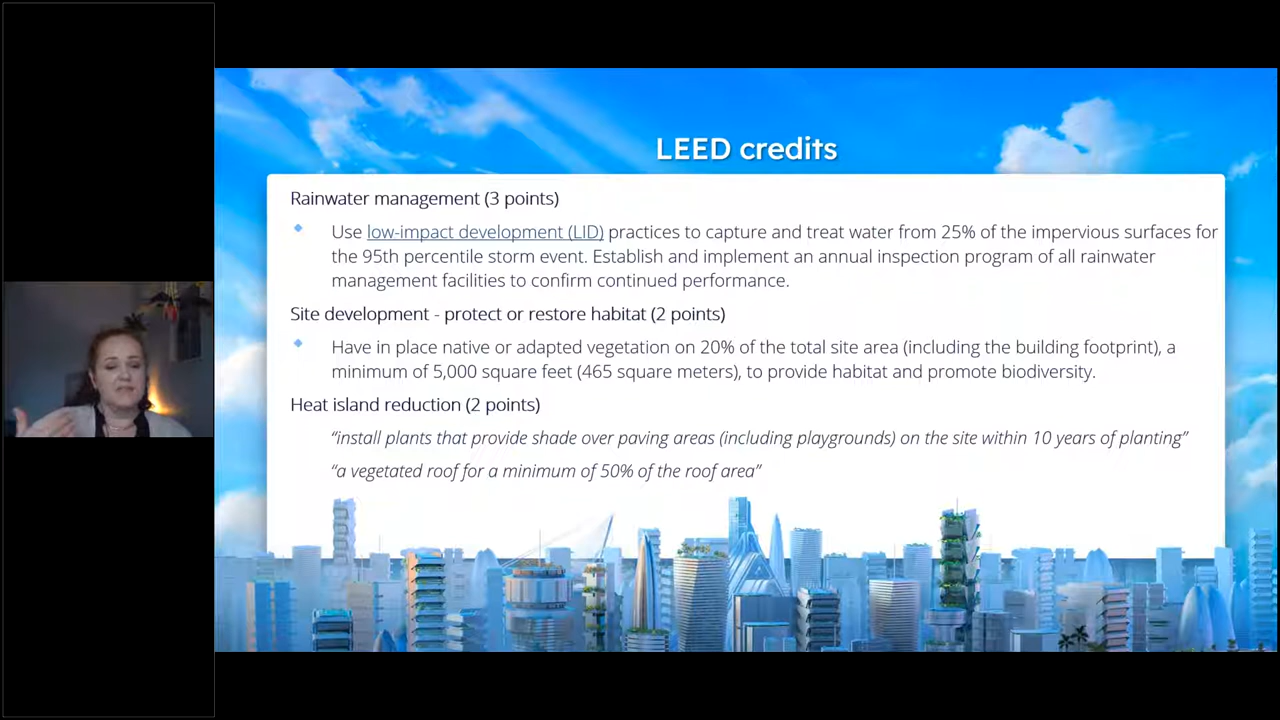 LEED credits
Rainwater management (3 points)
Use low-impact development (LID) practices to capture and treat water from 25% of the impervious surfaces for
the 95th percentile storm event. Establish and implement an annual inspection program of all rainwater
management facilities to confirm continued performance.
Site development - protect or restore habitat (2 points)
Have in place native or adapted vegetation on 20% of the total site area (including the building footprint), a
minimum of 5,000 square feet (465 square meters), to provide habitat and promote biodiversity.
Heat island reduction (2 points)
“install plants that provide shade over paving areas (including playgrounds) on the site within 10 years of planting”
“a vegetated roof for a minimum of 50% of the roof area”